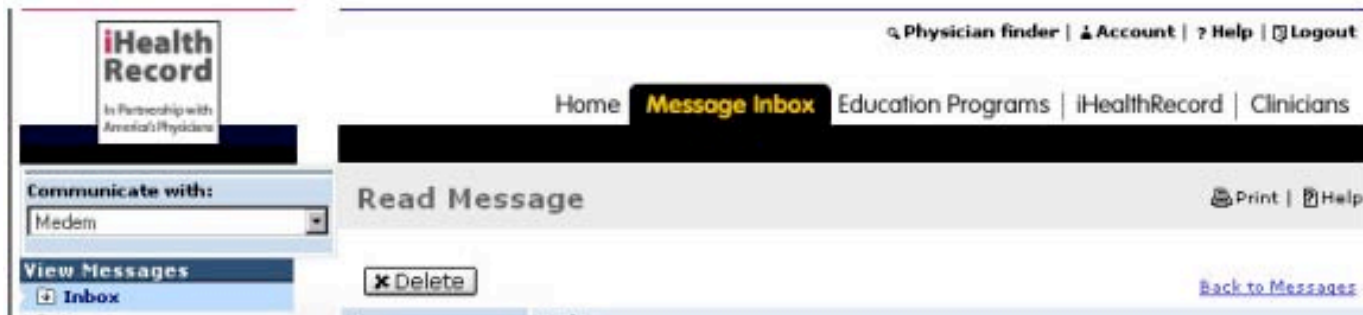 iHealth
Record
In Partnership with
America's Physicians
Physician finder | Account | ? Help | Logout
Home Message Inbox Education Programs | iHealthRecord | Clinicians
Communicate with:
Medem
Read Message
Print | Help
View Messages
Inbox
Delete
Back to Messages